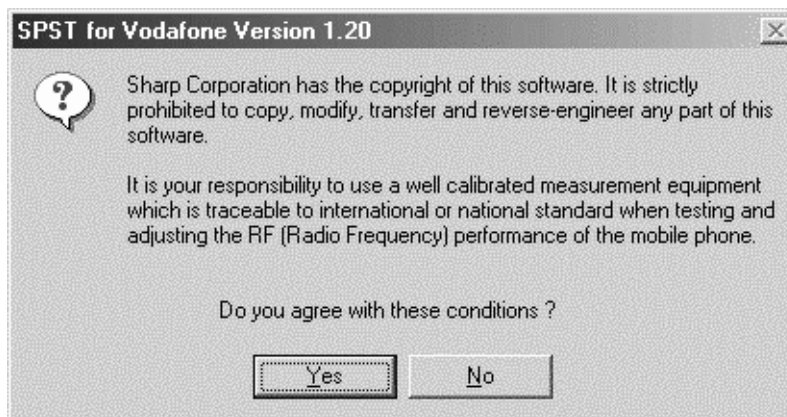 SPST for Vodafone Version 1.20
?
Sharp Corporation has the copyright of this software. It is strictly
prohibited to copy, modify, transfer and reverse-engineer any part of this
software.
It is your responsibility to use a well calibrated measurement equipment
which is traceable to international or national standard when testing and
adjusting the RF (Radio Frequency) performance of the mobile phone.
Do you agree with these conditions ?
Yes No